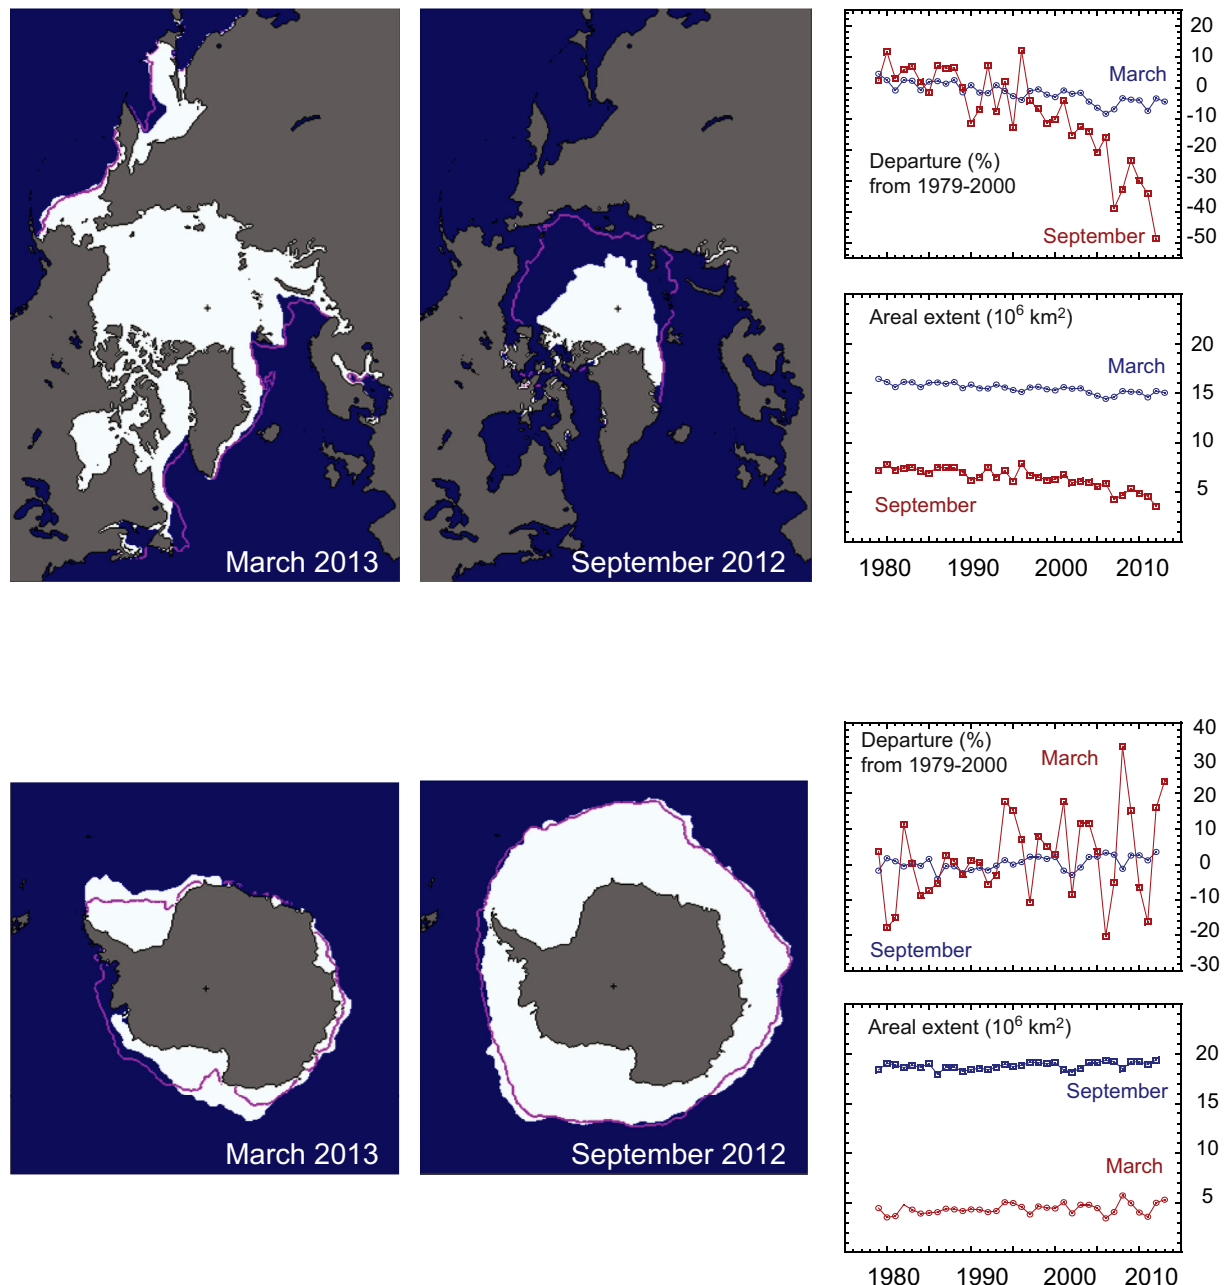 March 2013
September 2012
20
10
0
-10
-20
-30
-40
-50
March
Departure (%)
from 1979-2000
September
Areal extent (10⁶ km²)
20
15
10
5
March
September
1980 1990 2000 2010
March 2013
September 2012
40
30
20
10
0
-10
-20
-30
Departure (%)
from 1979-2000
March
September
Areal extent (10⁶ km²)
20
15
10
5
September
March
1980 1990 2000 2010